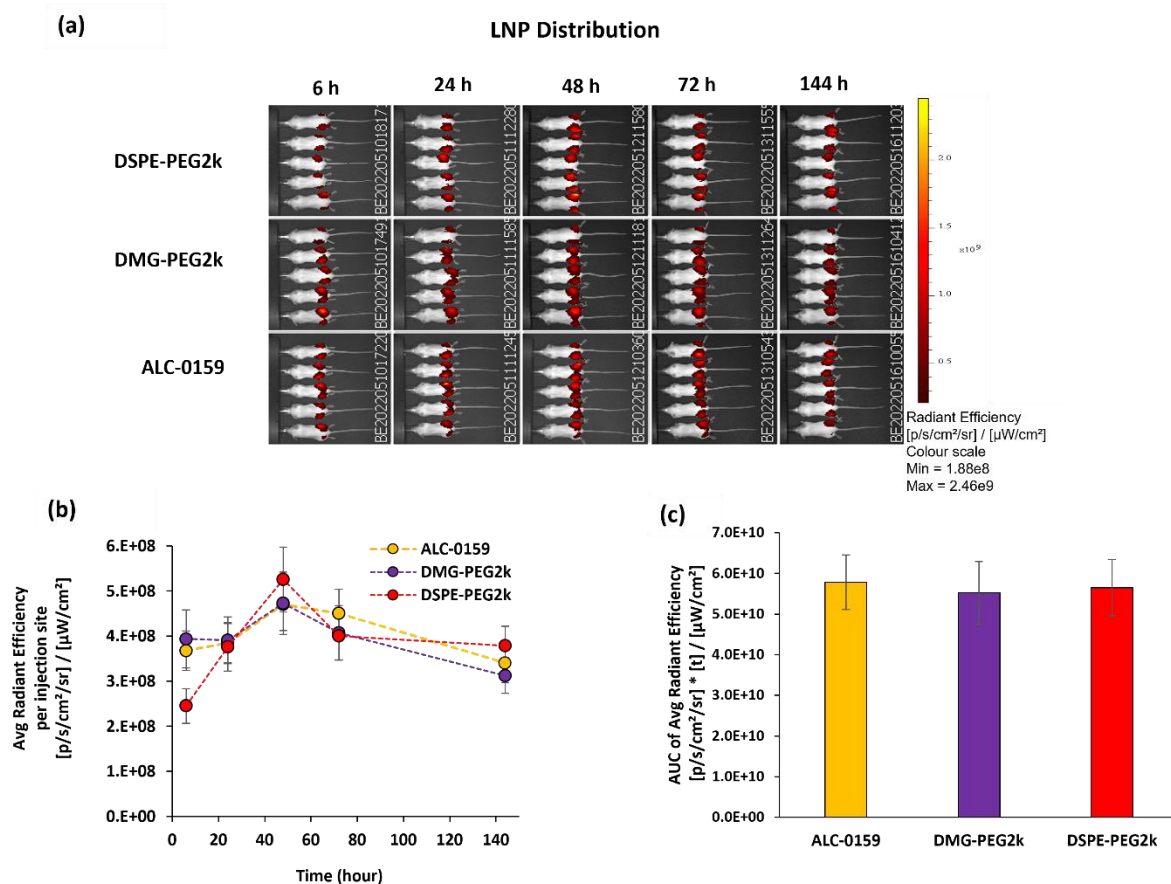 (a)
LNP Distribution
6 h 24 h 48 h 72 h 144 h
DSPE-PEG2k
DMG-PEG2k
ALC-0159
2.0
x10⁹
1.5
1.0
0.5
Radiant Efficiency
[p/s/cm²/sr] / [µW/cm²]
Colour scale
Min = 1.88e8
Max = 2.46e9
(b)
Avg Radiant Efficiency
per injection site
[p/s/cm²/sr] / [µW/cm²]
6.E+08
5.E+08
4.E+08
3.E+08
2.E+08
1.E+08
0.E+00
0 20 40 60 80 100 120 140
Time (hour)
ALC-0159
DMG-PEG2k
DSPE-PEG2k
(c)
AUC of Avg Radiant Efficiency
[p/s/cm²/sr] * [t] / [µW/cm²]
7.0E+10
6.0E+10
5.0E+10
4.0E+10
3.0E+10
2.0E+10
1.0E+10
0.0E+00
ALC-0159 DMG-PEG2k DSPE-PEG2k